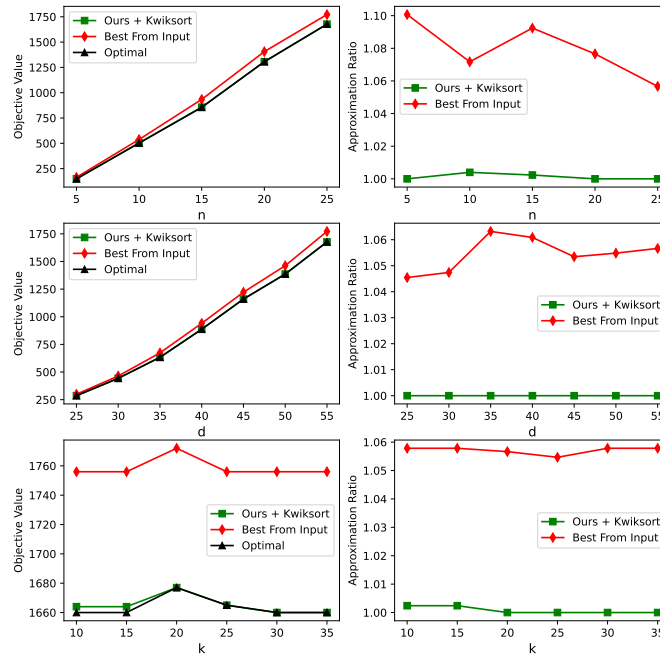 1750
1500
1250
1000
750
500
250
Objective Value
Ours + Kwiksort
Best From Input
Optimal
5 10 15 20 25
n
1.10
1.08
1.06
1.04
1.02
1.00
Approximation Ratio
Ours + Kwiksort
Best From Input
5 10 15 20 25
n
1750
1500
1250
1000
750
500
250
Objective Value
Ours + Kwiksort
Best From Input
Optimal
25 30 35 40 45 50 55
d
1.06
1.05
1.04
1.03
1.02
1.01
1.00
Approximation Ratio
Ours + Kwiksort
Best From Input
25 30 35 40 45 50 55
d
1760
1740
1720
1700
1680
1660
Objective Value
Ours + Kwiksort
Best From Input
Optimal
10 15 20 25 30 35
k
1.06
1.05
1.04
1.03
1.02
1.01
1.00
Approximation Ratio
Ours + Kwiksort
Best From Input
10 15 20 25 30 35
k